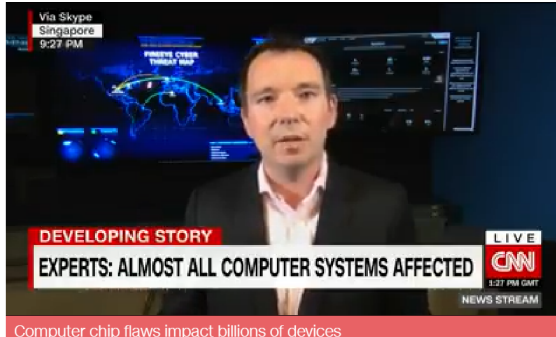 Via Skype
Singapore
9:27 PM
FIREEYE CYBER
THREAT MAP
DEVELOPING STORY
EXPERTS: ALMOST ALL COMPUTER SYSTEMS AFFECTED
LIVE
CNN
1:27 PM GMT
NEWS STREAM
Computer chip flaws impact billions of devices